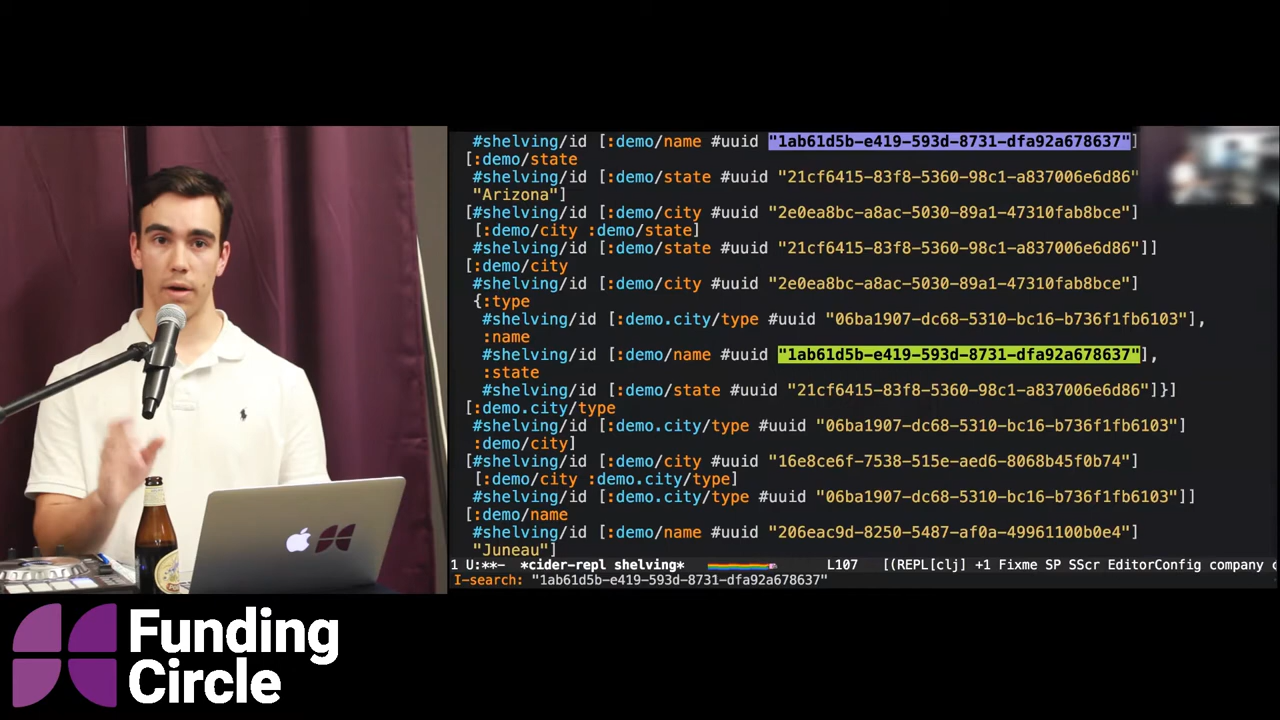 #shelving/id [:demo/name #uuid "1ab61d5b-e419-593d-8731-dfa92a678637"]
[:demo/state
#shelving/id [:demo/state #uuid "21cf6415-83f8-5360-98c1-a837006e6d86"
"Arizona"]
[#shelving/id [:demo/city #uuid "2e0ea8bc-a8ac-5030-89a1-47310fab8bce"]
[:demo/city :demo/state]
#shelving/id [:demo/state #uuid "21cf6415-83f8-5360-98c1-a837006e6d86"]]
[:demo/city
#shelving/id [:demo/city #uuid "2e0ea8bc-a8ac-5030-89a1-47310fab8bce"]
{:type
#shelving/id [:demo.city/type #uuid "06ba1907-dc68-5310-bc16-b736f1fb6103"],
:name
#shelving/id [:demo/name #uuid "1ab61d5b-e419-593d-8731-dfa92a678637"],
:state
#shelving/id [:demo/state #uuid "21cf6415-83f8-5360-98c1-a837006e6d86"]}]
[:demo.city/type
#shelving/id [:demo.city/type #uuid "06ba1907-dc68-5310-bc16-b736f1fb6103"]
:demo/city]
[#shelving/id [:demo/city #uuid "16e8ce6f-7538-515e-aed6-8068b45f0b74"]
[:demo/city :demo.city/type]
#shelving/id [:demo.city/type #uuid "06ba1907-dc68-5310-bc16-b736f1fb6103"]]
[:demo/name
#shelving/id [:demo/name #uuid "206eac9d-8250-5487-af0a-49961100b0e4"]
"Juneau"]
1 U:**- *cider-repl shelving* L107 [(REPL[clj] +1 Fixme SP SScr EditorConfig company c
I-search: "1ab61d5b-e419-593d-8731-dfa92a678637"
Funding
Circle